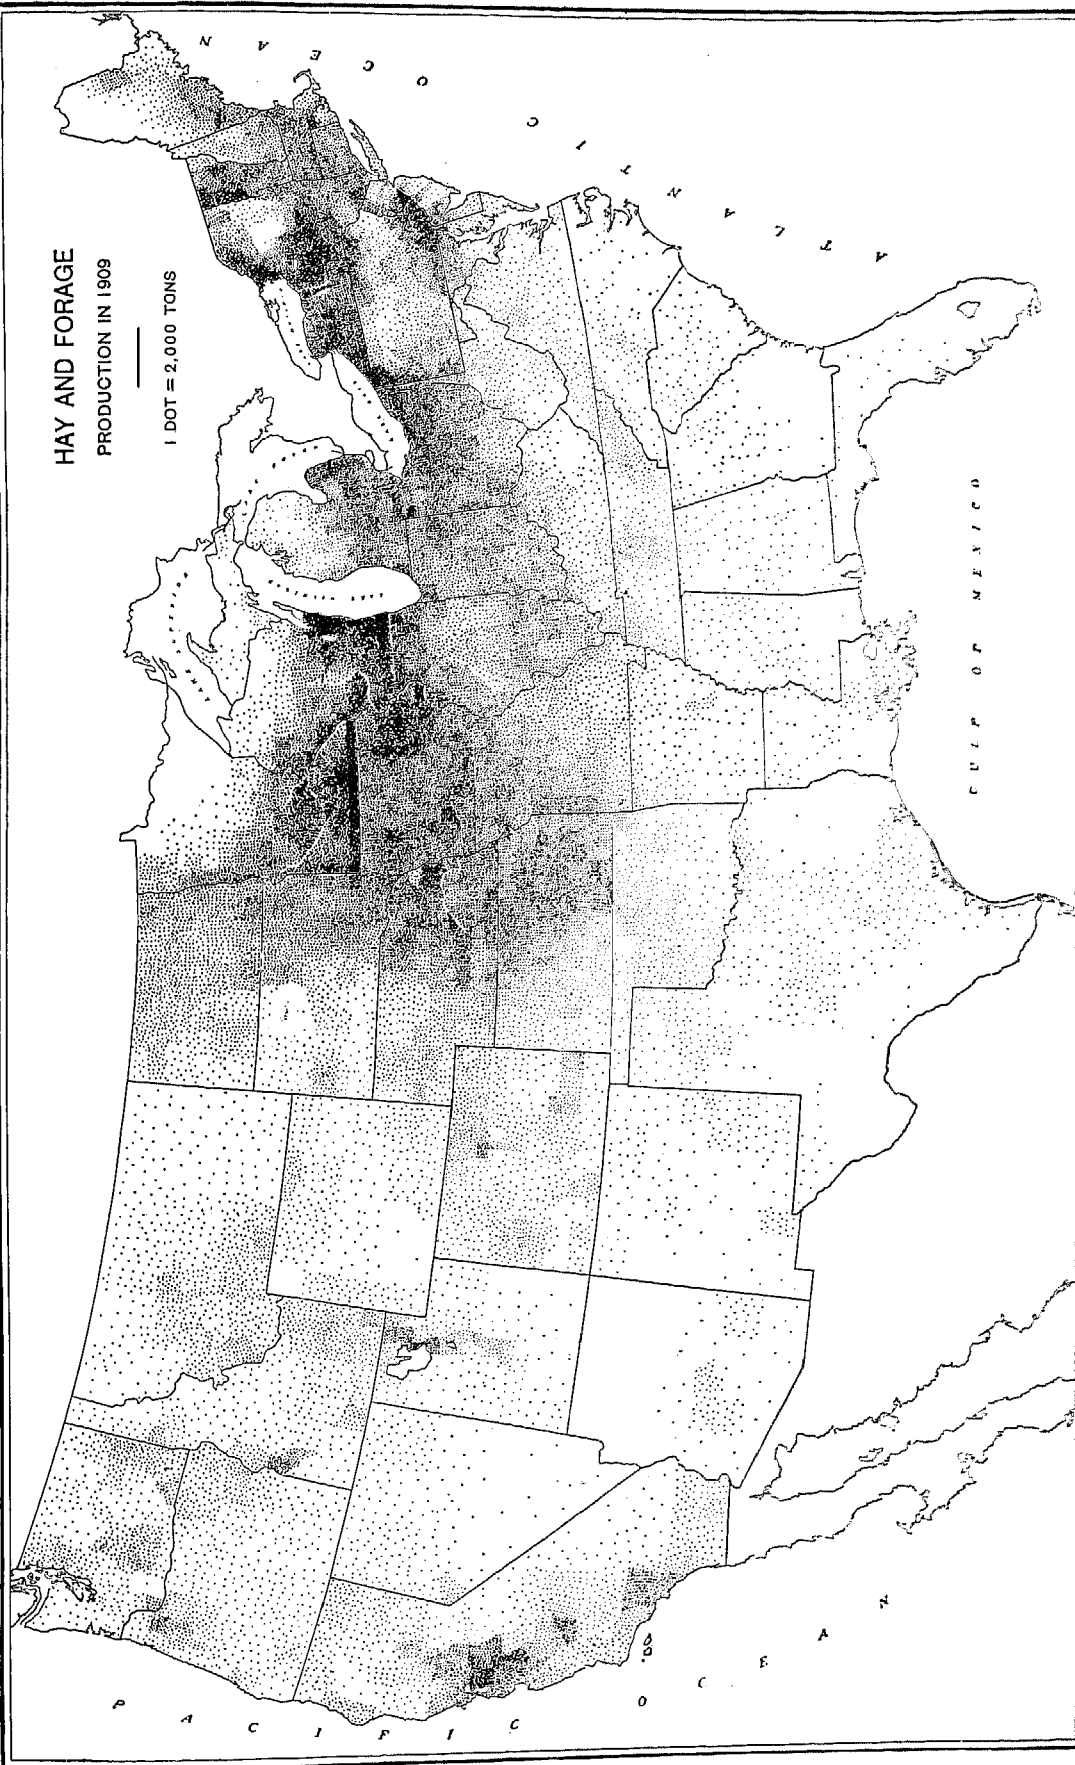 HAY AND FORAGE
PRODUCTION IN 1909
1 DOT = 2,000 TONS
ATLANTIC OCEAN
GULF OF MEXICO
PACIFIC OCEAN